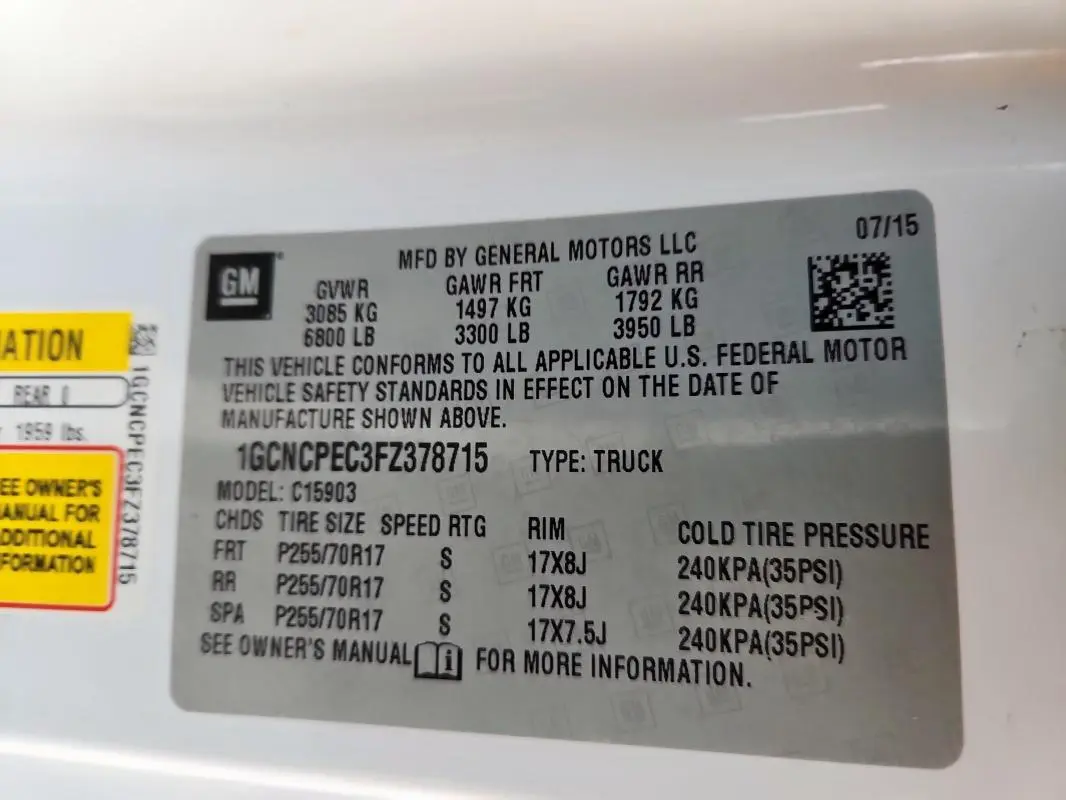 07/15
GM
MFD BY GENERAL MOTORS LLC
GVWR GAWR FRT GAWR RR
3085 KG 1497 KG 1792 KG
6800 LB 3300 LB 3950 LB
THIS VEHICLE CONFORMS TO ALL APPLICABLE U.S. FEDERAL MOTOR
VEHICLE SAFETY STANDARDS IN EFFECT ON THE DATE OF
MANUFACTURE SHOWN ABOVE.
1GCNCPEC3FZ378715 TYPE: TRUCK
MODEL: C15903
CHDS TIRE SIZE SPEED RTG RIM COLD TIRE PRESSURE
FRT P255/70R17 S 17X8J 240KPA(35PSI)
RR P255/70R17 S 17X8J 240KPA(35PSI)
SPA P255/70R17 S 17X7.5J 240KPA(35PSI)
SEE OWNER'S MANUAL i FOR MORE INFORMATION.
ATION
REAR
1959 lbs.
EE OWNER'S
ANUAL FOR
DDITIONAL
FORMATION
1GCNCPEC3FZ378715